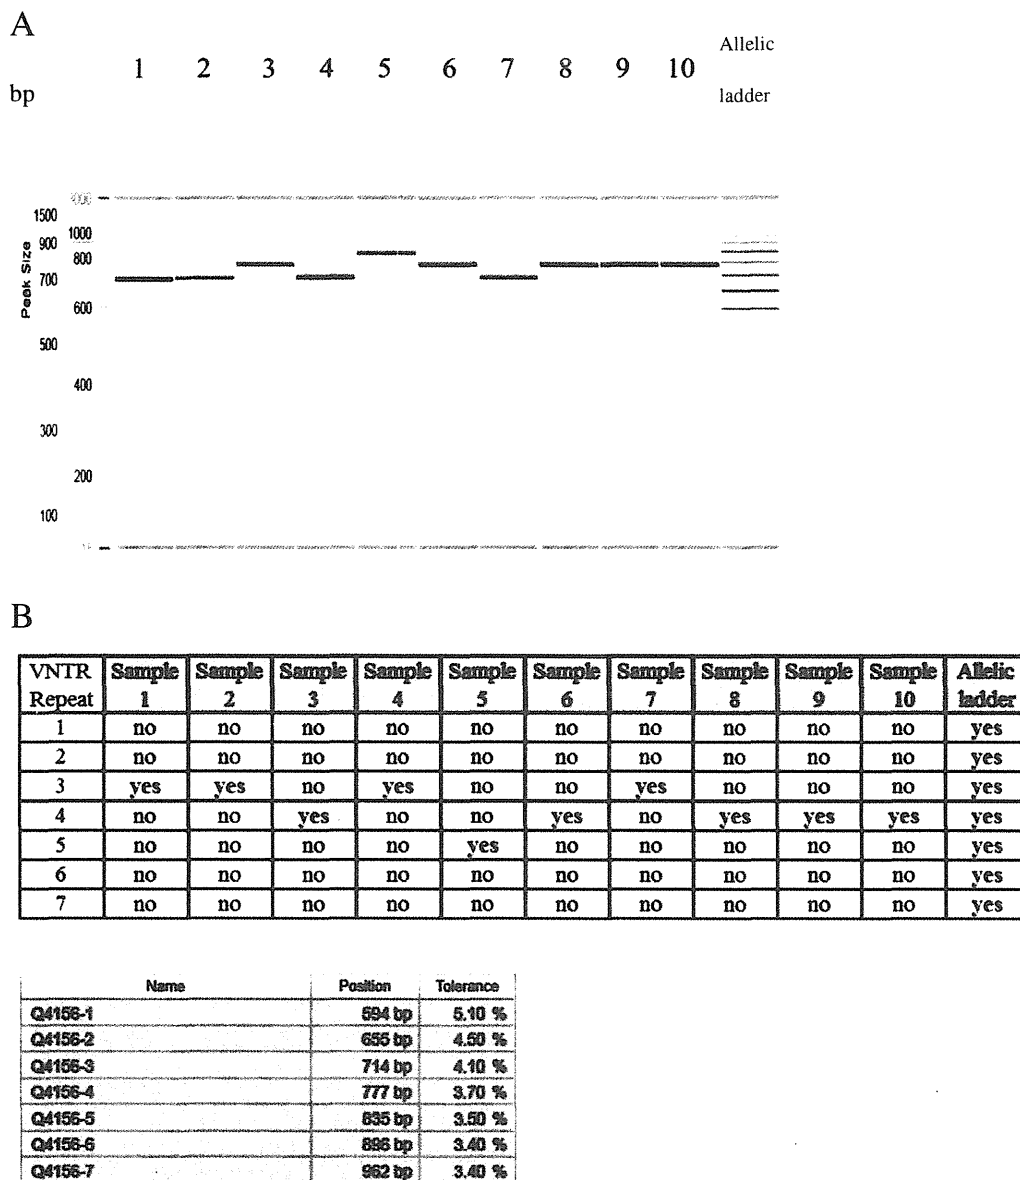 A
Allelic
1 2 3 4 5 6 7 8 9 10
bp
ladder
1500
1000
900
800
700
600
500
400
300
200
100
Peak Size
B
VNTR Repeat Sample 1 Sample 2 Sample 3 Sample 4 Sample 5 Sample 6 Sample 7 Sample 8 Sample 9 Sample 10 Allelic ladder
1 no no no no no no no no no no yes
2 no no no no no no no no no no yes
3 yes yes no yes no no yes no no no yes
4 no no yes no no yes no yes yes yes yes
5 no no no no yes no no no no no yes
6 no no no no no no no no no no yes
7 no no no no no no no no no no yes
Name Position Tolerance
Q4156-1 594 bp 5.10 %
Q4156-2 655 bp 4.50 %
Q4156-3 714 bp 4.10 %
Q4156-4 777 bp 3.70 %
Q4156-5 835 bp 3.50 %
Q4156-6 896 bp 3.40 %
Q4156-7 962 bp 3.40 %